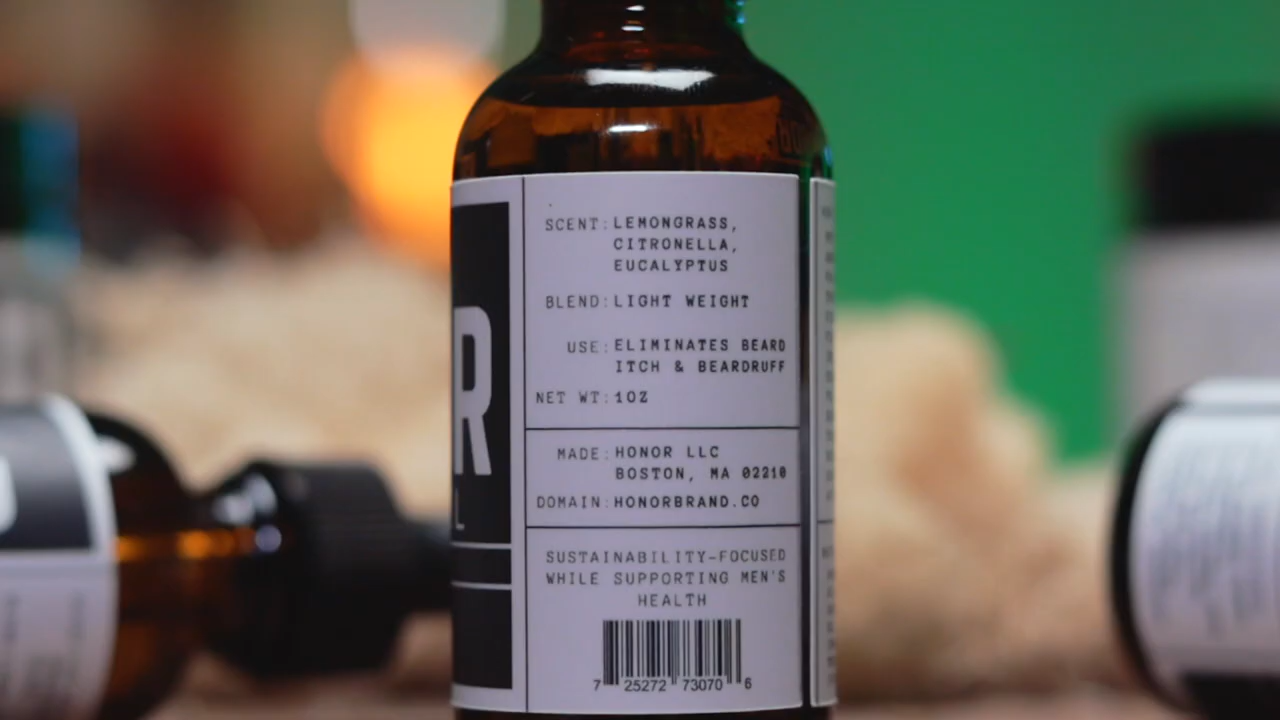 SCENT: LEMONGRASS,
CITRONELLA,
EUCALYPTUS
BLEND: LIGHT WEIGHT
USE: ELIMINATES BEARD
ITCH & BEARDRUFF
NET WT: 1OZ
MADE: HONOR LLC
BOSTON, MA 02210
DOMAIN: HONORBRAND.CO
SUSTAINABILITY-FOCUSED
WHILE SUPPORTING MEN'S
HEALTH
7 25272 73070 6
R
L